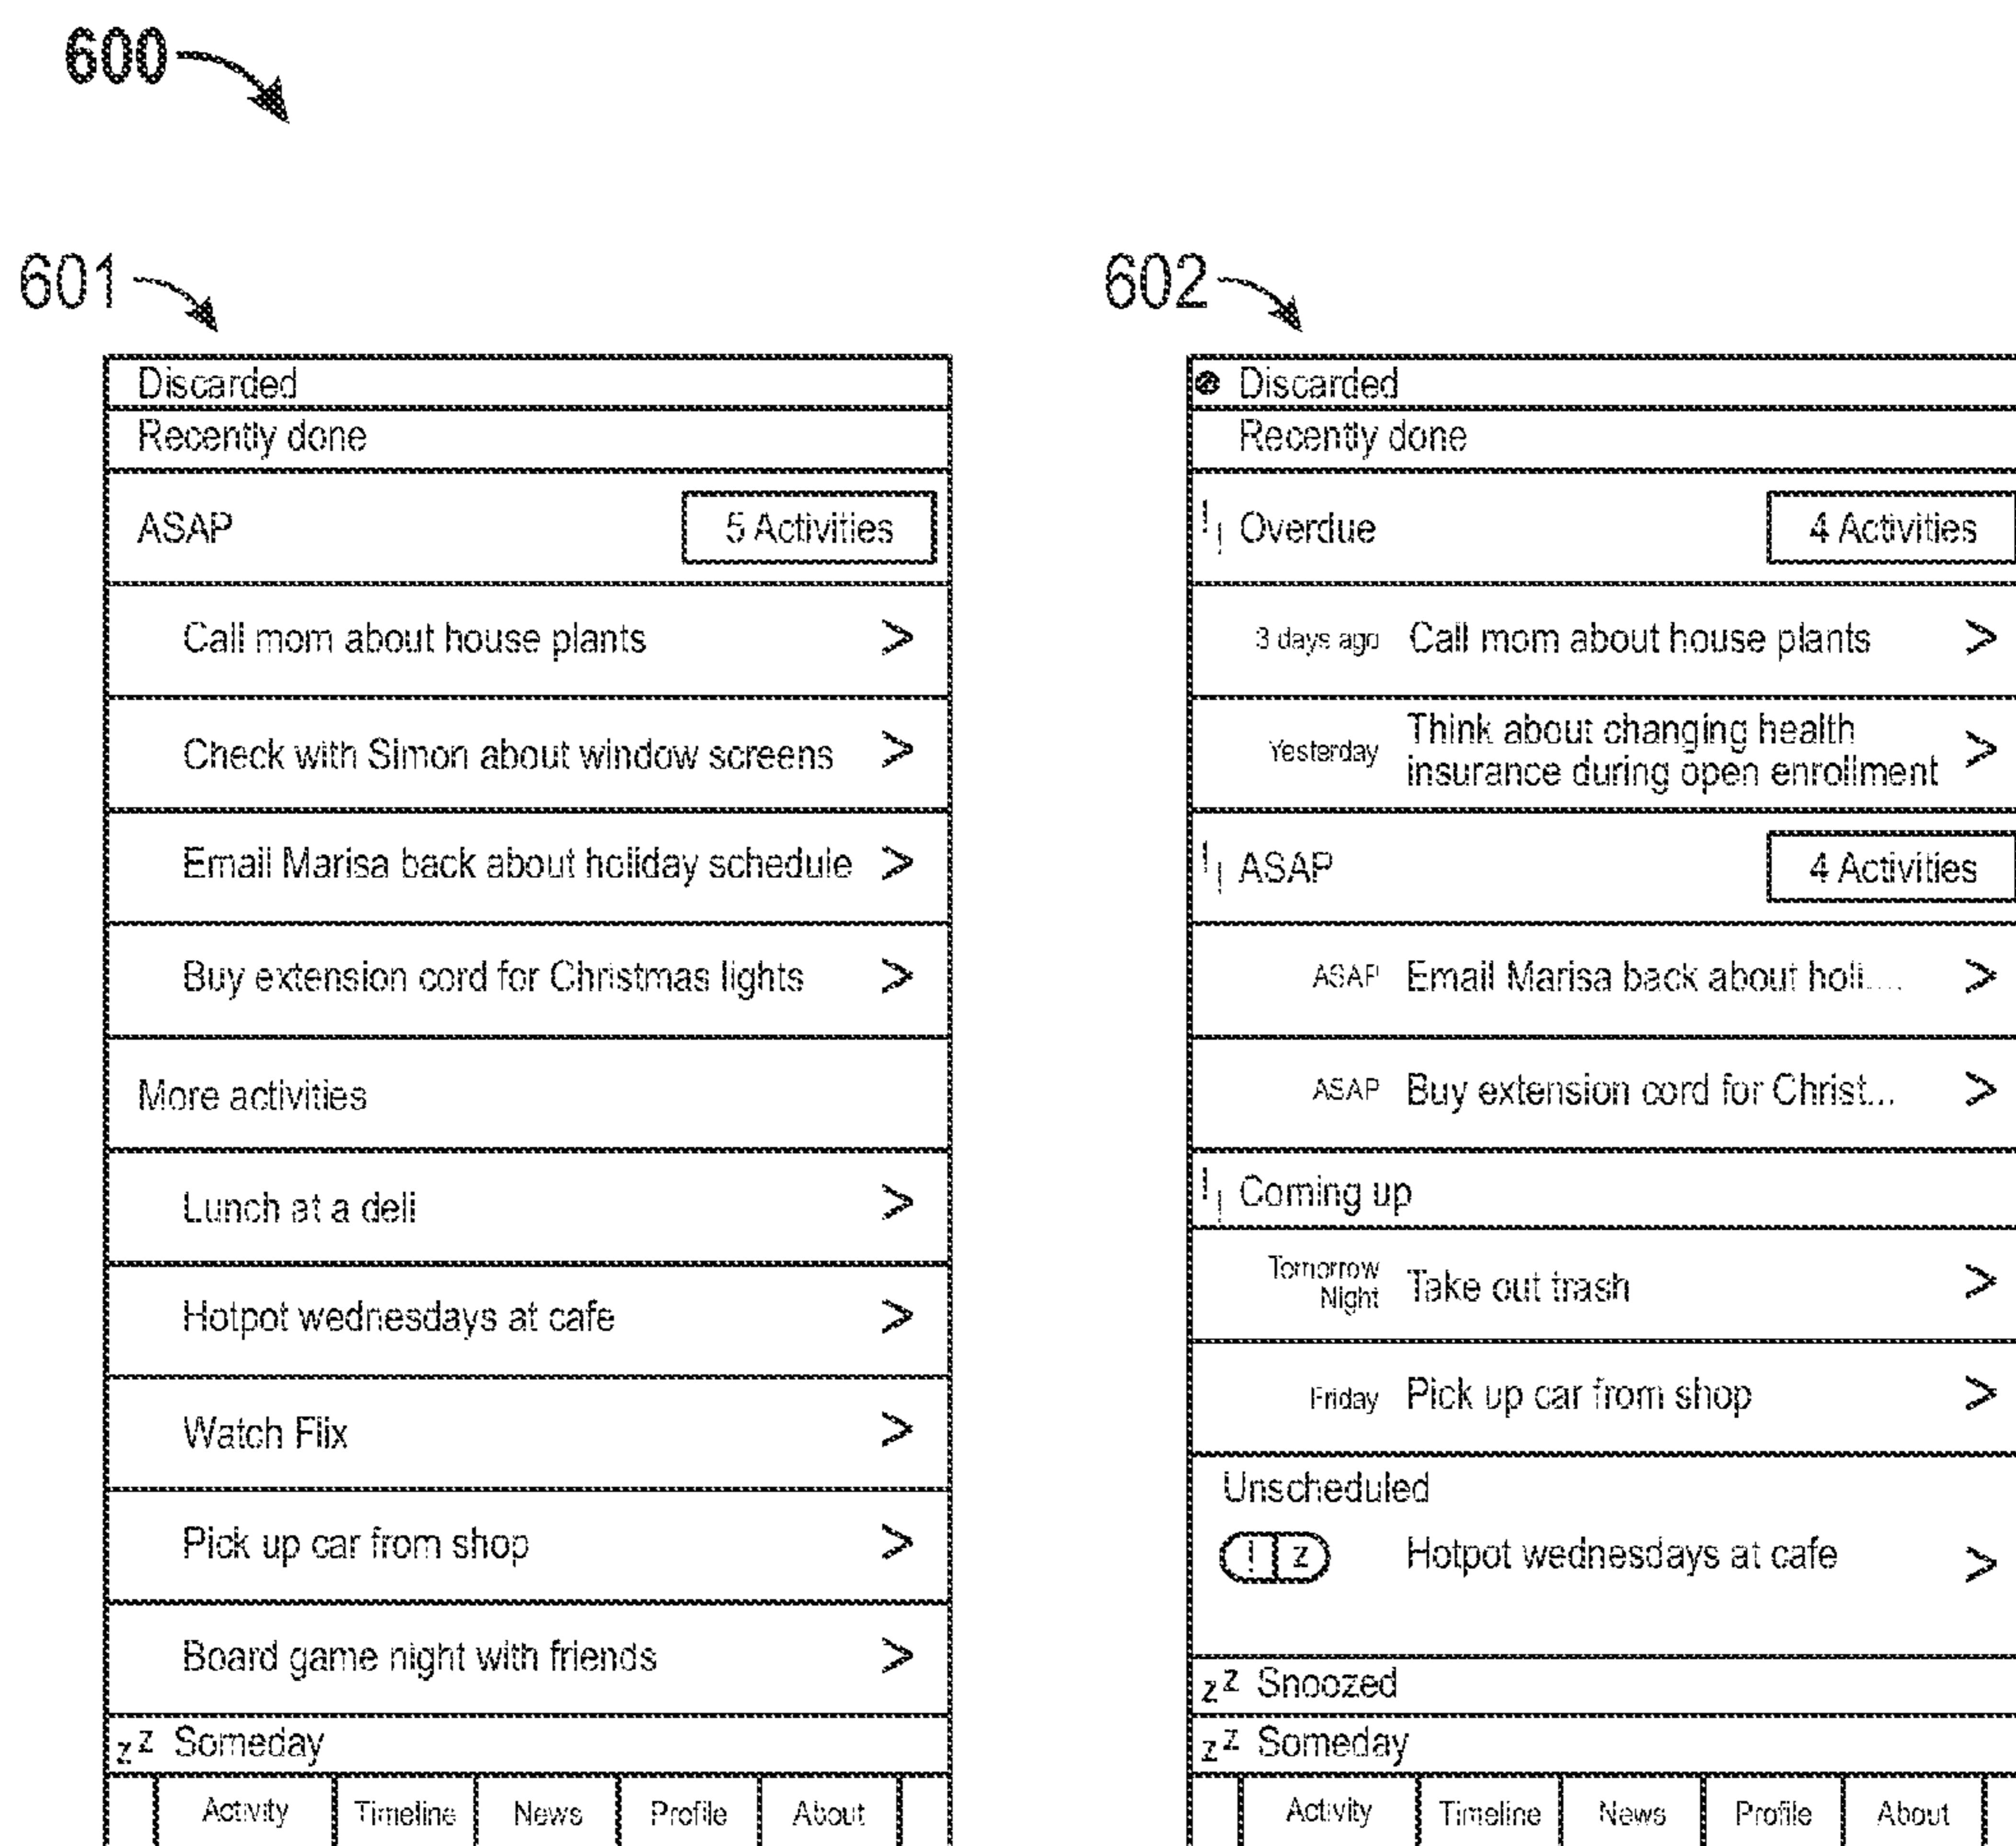 600
601
Discarded
Recently done
ASAP 5 Activities
Call mom about house plants >
Check with Simon about window screens >
Email Marisa back about holiday schedule >
Buy extension cord for Christmas lights >
More activities
Lunch at a deli >
Hotpot wednesdays at cafe >
Watch Flix >
Pick up car from shop >
Board game night with friends >
zz Someday
Activity Timeline News Profile About
602
Discarded
Recently done
!! Overdue 4 Activities
3 days ago Call mom about house plants >
Yesterday Think about changing health
insurance during open enrollment >
!! ASAP 4 Activities
ASAP Email Marisa back about holi.... >
ASAP Buy extension cord for Christ... >
!! Coming up
Tomorrow
Night Take out trash >
Friday Pick up car from shop >
Unscheduled
! z Hotpot wednesdays at cafe >
zz Snoozed
zz Someday
Activity Timeline News Profile About